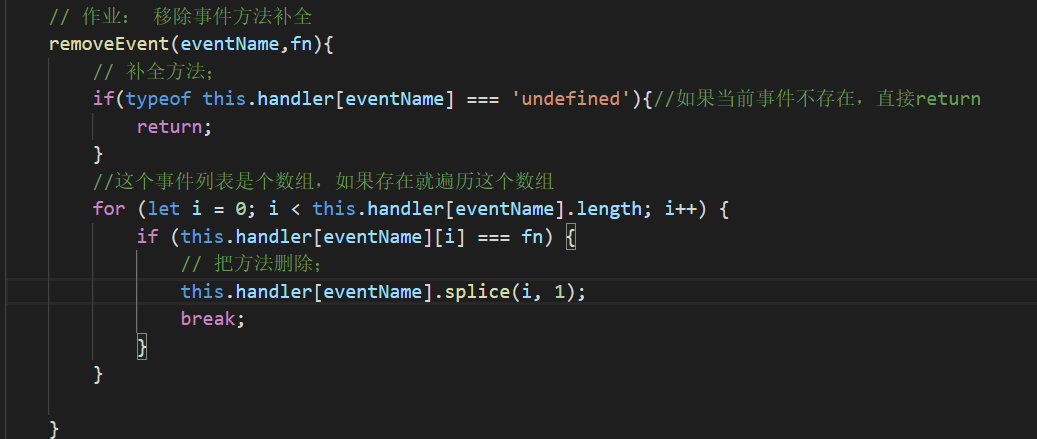 // 作业： 移除事件方法补全
removeEvent(eventName,fn){
// 补全方法；
if(typeof this.handler[eventName] === 'undefined'){//如果当前事件不存在，直接return
return;
}
//这个事件列表是个数组，如果存在就遍历这个数组
for (let i = 0; i < this.handler[eventName].length; i++) {
if (this.handler[eventName][i] === fn) {
// 把方法删除；
this.handler[eventName].splice(i, 1);
break;
}
}
}